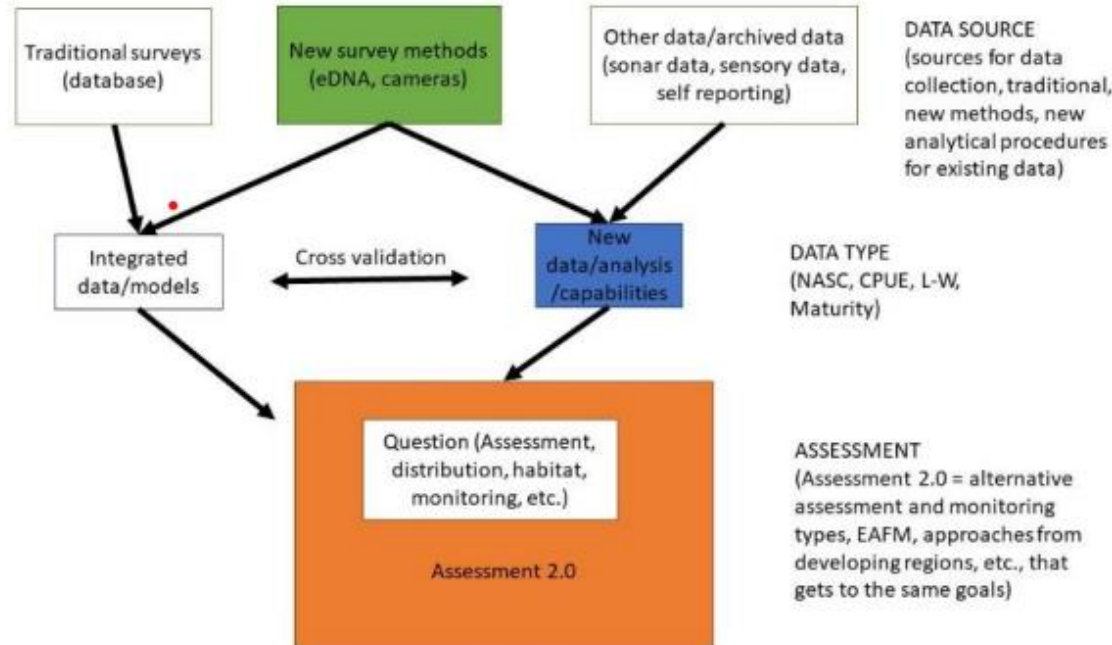 Traditional surveys
(database)
New survey methods
(eDNA, cameras)
Other data/archived data
(sonar data, sensory data,
self reporting)
DATA SOURCE
(sources for data
collection, traditional,
new methods, new
analytical procedures
for existing data)
Integrated
data/models
Cross validation
New
data/analysis
/capabilities
DATA TYPE
(NASC, CPUE, L-W,
Maturity)
Question (Assessment,
distribution, habitat,
monitoring, etc.)
Assessment 2.0
ASSESSMENT
(Assessment 2.0 = alternative
assessment and monitoring
types, EAFM, approaches from
developing regions, etc., that
gets to the same goals)